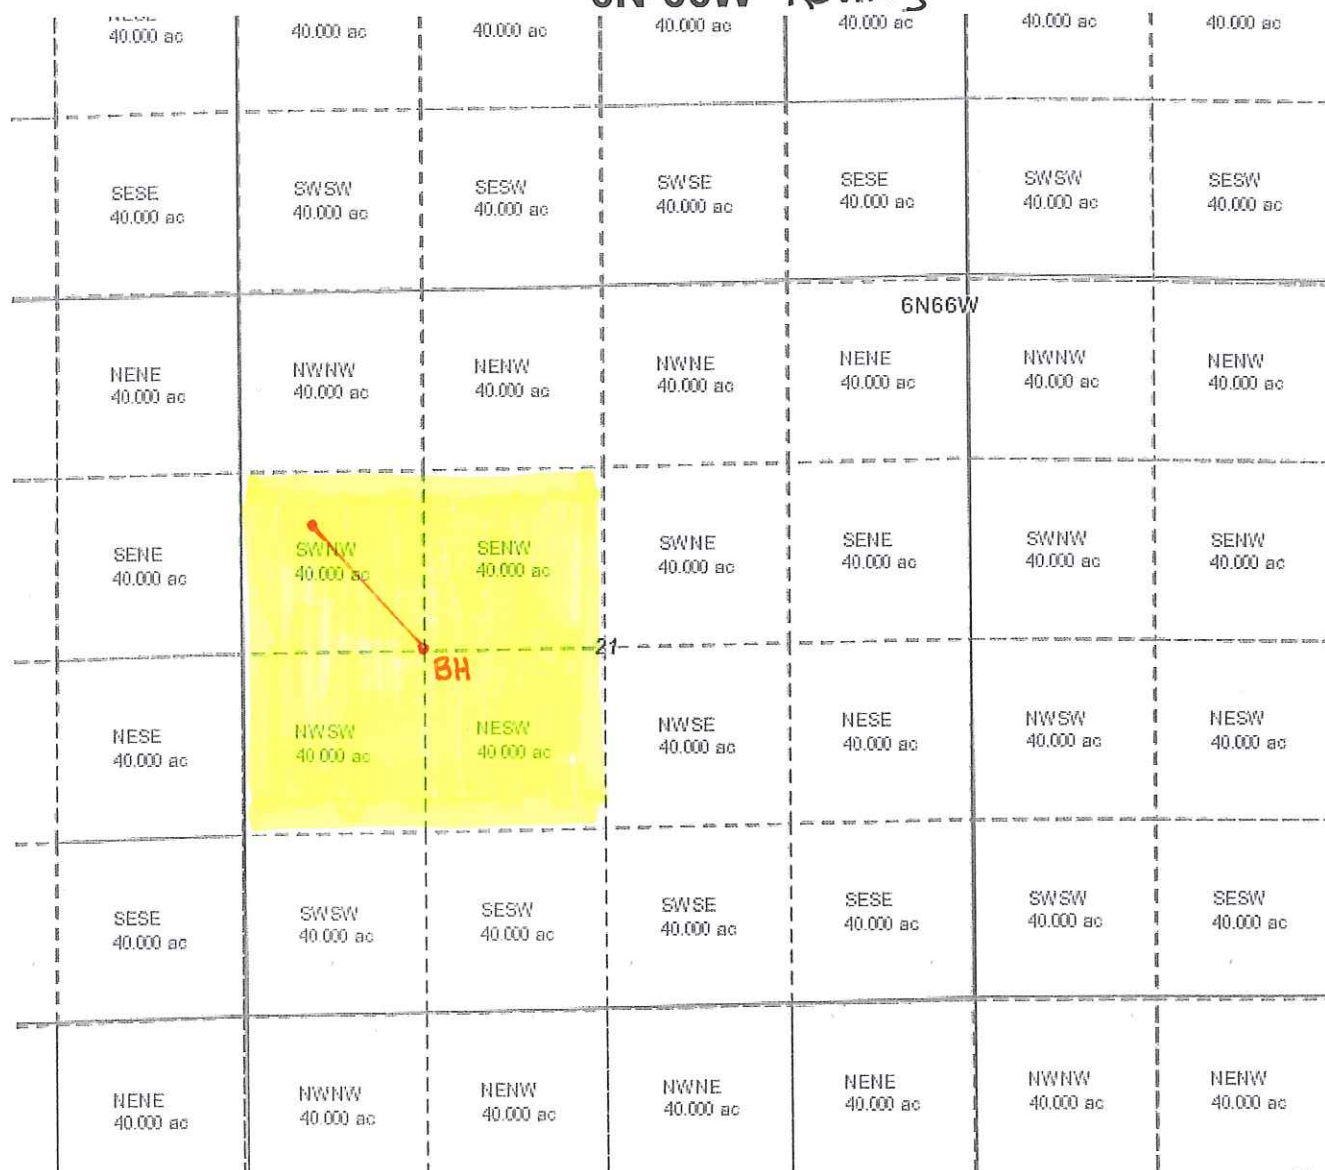 40.000 ac 40.000 ac 40.000 ac 40.000 ac 40.000 ac 40.000 ac 40.000 ac
SESE SWSW SESW SWSE SESE SWSW SESW
40.000 ac 40.000 ac 40.000 ac 40.000 ac 40.000 ac 40.000 ac 40.000 ac
6N66W
NENE NWNW NENW NWNE NENE NWNW NENW
40.000 ac 40.000 ac 40.000 ac 40.000 ac 40.000 ac 40.000 ac 40.000 ac
SENE SWNW SENW SWNE SENE SWNW SENW
40.000 ac 40.000 ac 40.000 ac 40.000 ac 40.000 ac 40.000 ac 40.000 ac
21
BH
NESE NWSW NESW NWSE NESE NWSW NESW
40.000 ac 40.000 ac 40.000 ac 40.000 ac 40.000 ac 40.000 ac 40.000 ac
SESE SWSW SESW SWSE SESE SWSW SESW
40.000 ac 40.000 ac 40.000 ac 40.000 ac 40.000 ac 40.000 ac 40.000 ac
NENE NWNW NENW NWNE NENE NWNW NENW
40.000 ac 40.000 ac 40.000 ac 40.000 ac 40.000 ac 40.000 ac 40.000 ac